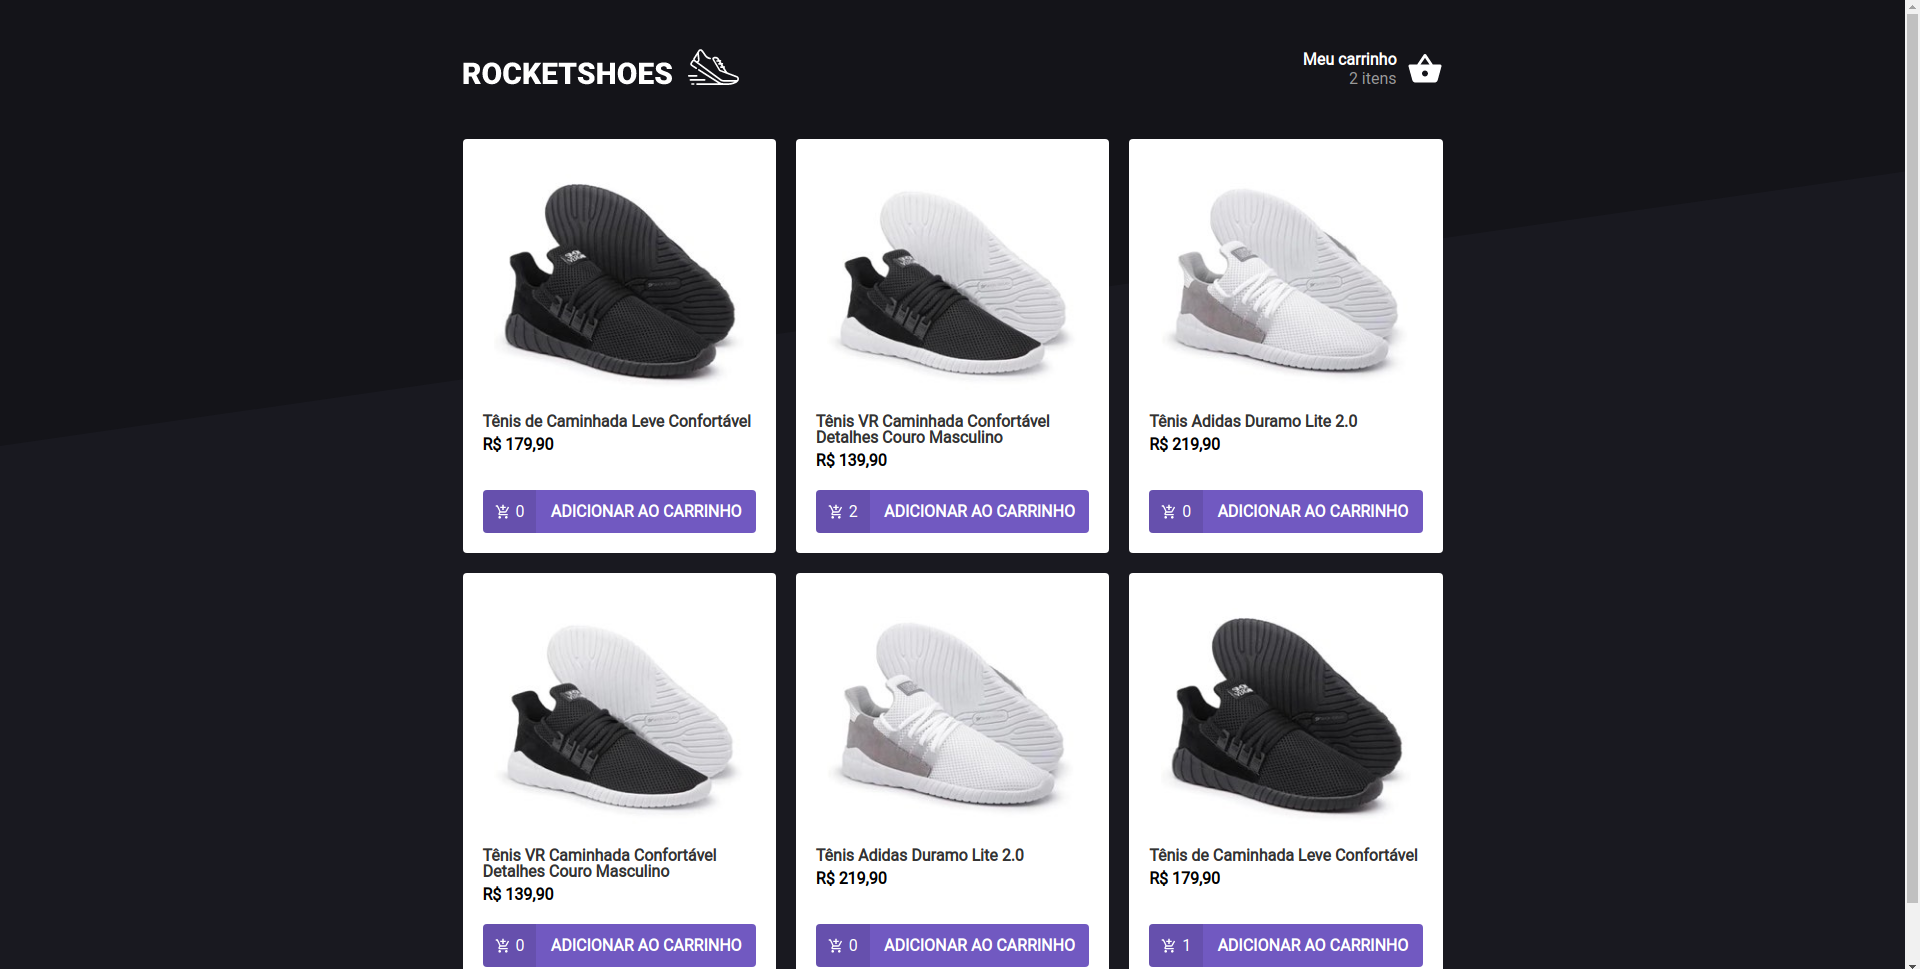 ROCKETSHOES
Meu carrinho
2 itens
Tênis de Caminhada Leve Confortável
R$ 179,90
0 ADICIONAR AO CARRINHO
Tênis VR Caminhada Confortável
Detalhes Couro Masculino
R$ 139,90
2 ADICIONAR AO CARRINHO
Tênis Adidas Duramo Lite 2.0
R$ 219,90
0 ADICIONAR AO CARRINHO
Tênis VR Caminhada Confortável
Detalhes Couro Masculino
R$ 139,90
0 ADICIONAR AO CARRINHO
Tênis Adidas Duramo Lite 2.0
R$ 219,90
0 ADICIONAR AO CARRINHO
Tênis de Caminhada Leve Confortável
R$ 179,90
1 ADICIONAR AO CARRINHO